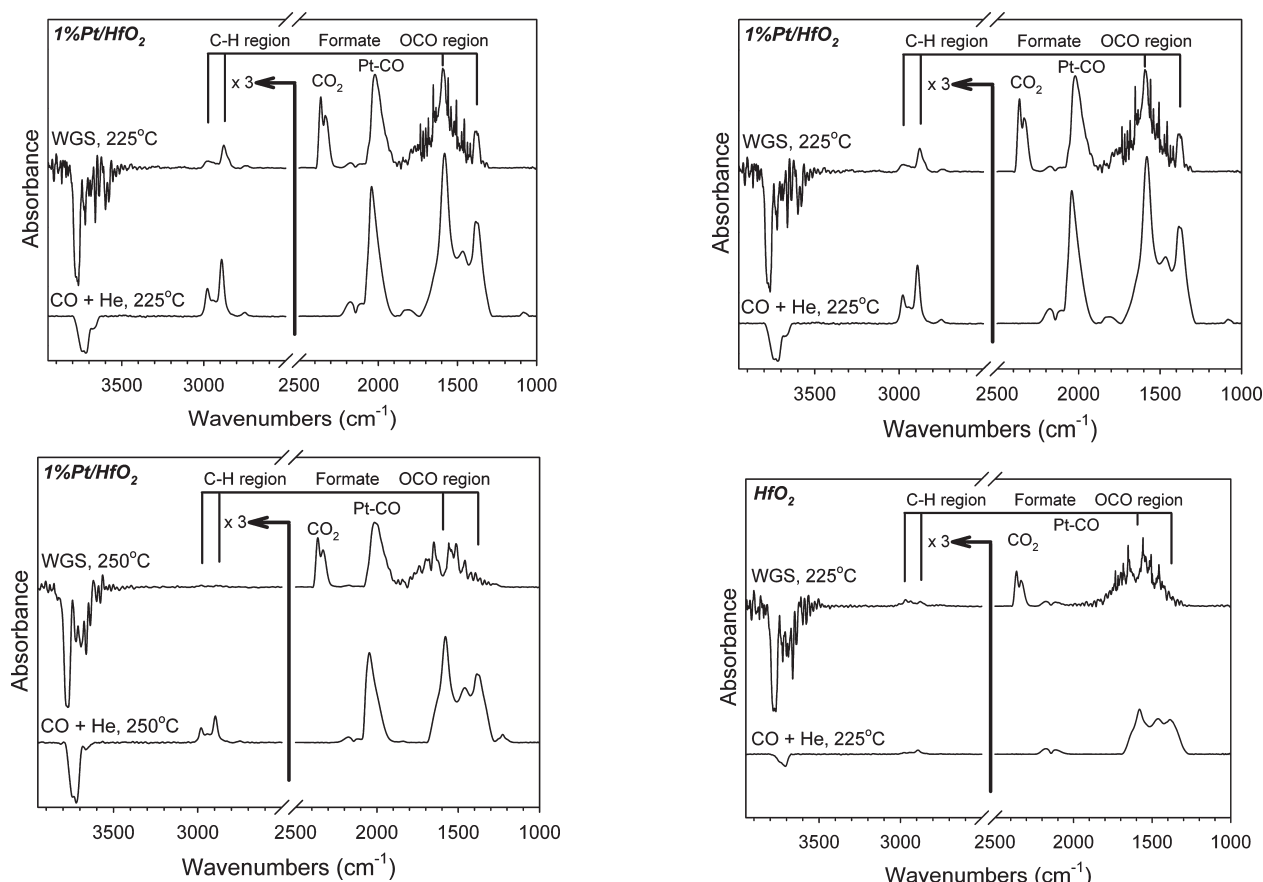 1%Pt/HfO2
C-H region Formate OCO region
x 3 CO2 Pt-CO
WGS, 225°C
CO + He, 225°C
Absorbance
3500 3000 2500 2000 1500 1000
Wavenumbers (cm-1)
1%Pt/HfO2
C-H region Formate OCO region
x 3 CO2 Pt-CO
WGS, 225°C
CO + He, 225°C
Absorbance
3500 3000 2500 2000 1500 1000
Wavenumbers (cm-1)
1%Pt/HfO2
C-H region Formate OCO region
x 3 CO2 Pt-CO
WGS, 250°C
CO + He, 250°C
Absorbance
3500 3000 2500 2000 1500 1000
Wavenumbers (cm-1)
HfO2
C-H region Formate OCO region
x 3 CO2 Pt-CO
WGS, 225°C
CO + He, 225°C
Absorbance
3500 3000 2500 2000 1500 1000
Wavenumbers (cm-1)